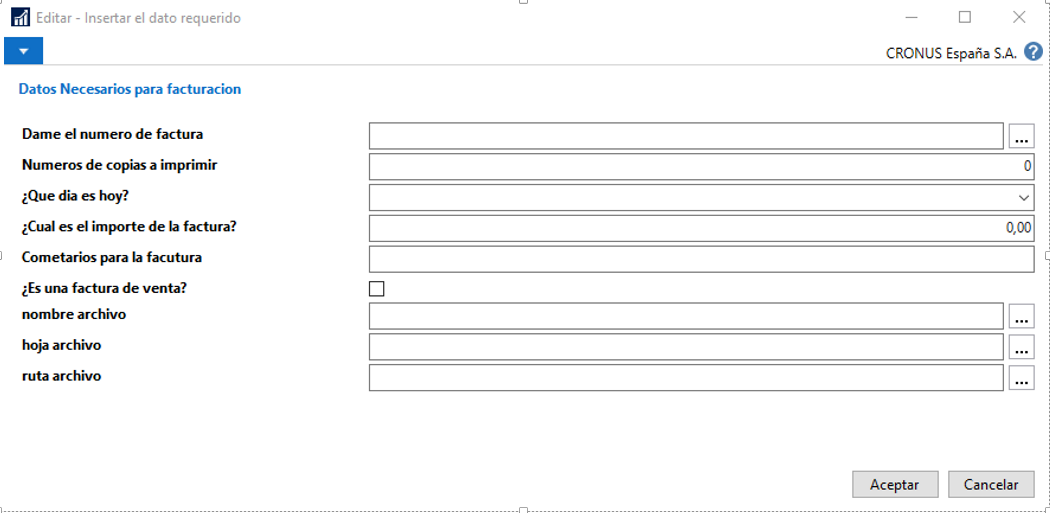 Editar - Insertar el dato requerido
CRONUS España S.A. ?
Datos Necesarios para facturacion
Dame el numero de factura ...
Numeros de copias a imprimir 0
¿Que dia es hoy?
¿Cual es el importe de la factura? 0,00
Cometarios para la facutura
¿Es una factura de venta?
nombre archivo ...
hoja archivo ...
ruta archivo ...
Aceptar Cancelar